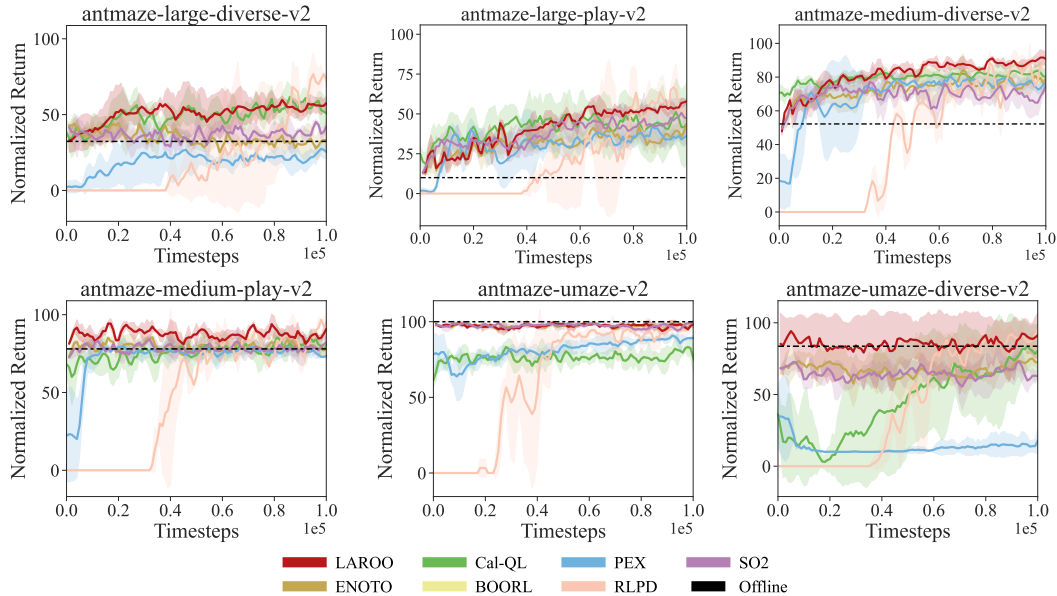 antmaze-large-diverse-v2
antmaze-large-play-v2
antmaze-medium-diverse-v2
Normalized Return
100
50
0
0.0 0.2 0.4 0.6 0.8 1.0
Timesteps
1e5
Normalized Return
100
75
50
25
0
0.0 0.2 0.4 0.6 0.8 1.0
Timesteps
1e5
Normalized Return
100
80
60
40
20
0
0.0 0.2 0.4 0.6 0.8 1.0
Timesteps
1e5
antmaze-medium-play-v2
antmaze-umaze-v2
antmaze-umaze-diverse-v2
Normalized Return
100
50
0
0.0 0.2 0.4 0.6 0.8 1.0
Timesteps
1e5
Normalized Return
100
50
0
0.0 0.2 0.4 0.6 0.8 1.0
Timesteps
1e5
Normalized Return
100
50
0
0.0 0.2 0.4 0.6 0.8 1.0
Timesteps
1e5
LAROO Cal-QL PEX SO2
ENOTO BOORL RLPD Offline